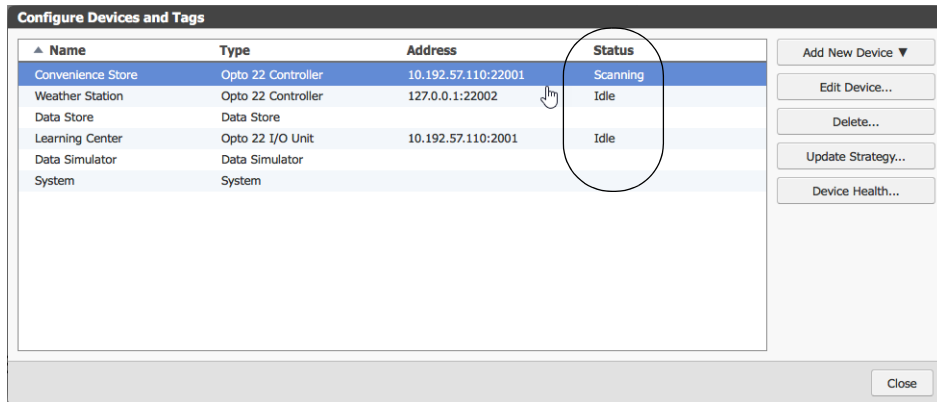 Configure Devices and Tags
▲ Name Type Address Status
Convenience Store Opto 22 Controller 10.192.57.110:22001 Scanning
Weather Station Opto 22 Controller 127.0.0.1:22002 Idle
Data Store Data Store
Learning Center Opto 22 I/O Unit 10.192.57.110:2001 Idle
Data Simulator Data Simulator
System System
Add New Device ▼
Edit Device...
Delete...
Update Strategy...
Device Health...
Close